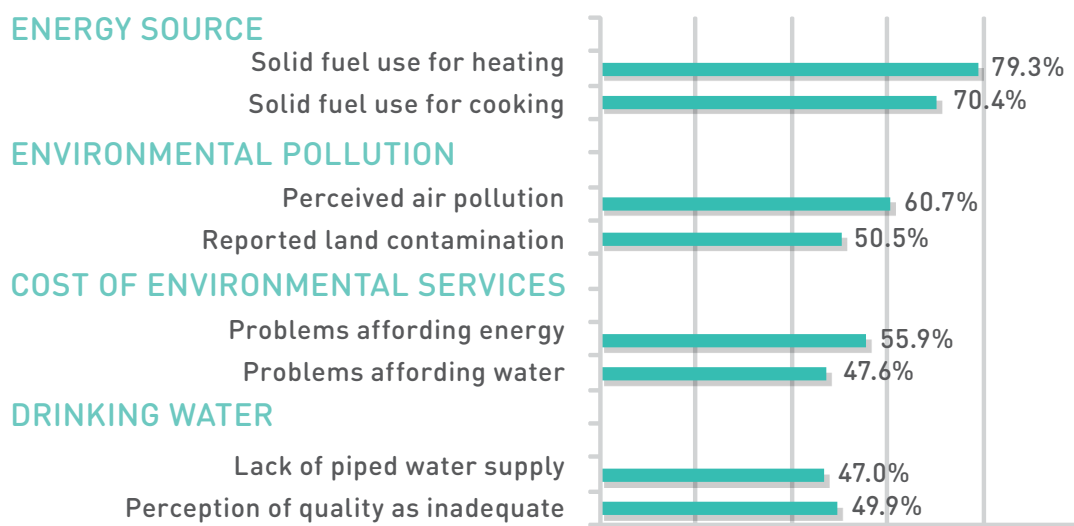 ENERGY SOURCE
Solid fuel use for heating 79.3%
Solid fuel use for cooking 70.4%
ENVIRONMENTAL POLLUTION
Perceived air pollution 60.7%
Reported land contamination 50.5%
COST OF ENVIRONMENTAL SERVICES
Problems affording energy 55.9%
Problems affording water 47.6%
DRINKING WATER
Lack of piped water supply 47.0%
Perception of quality as inadequate 49.9%